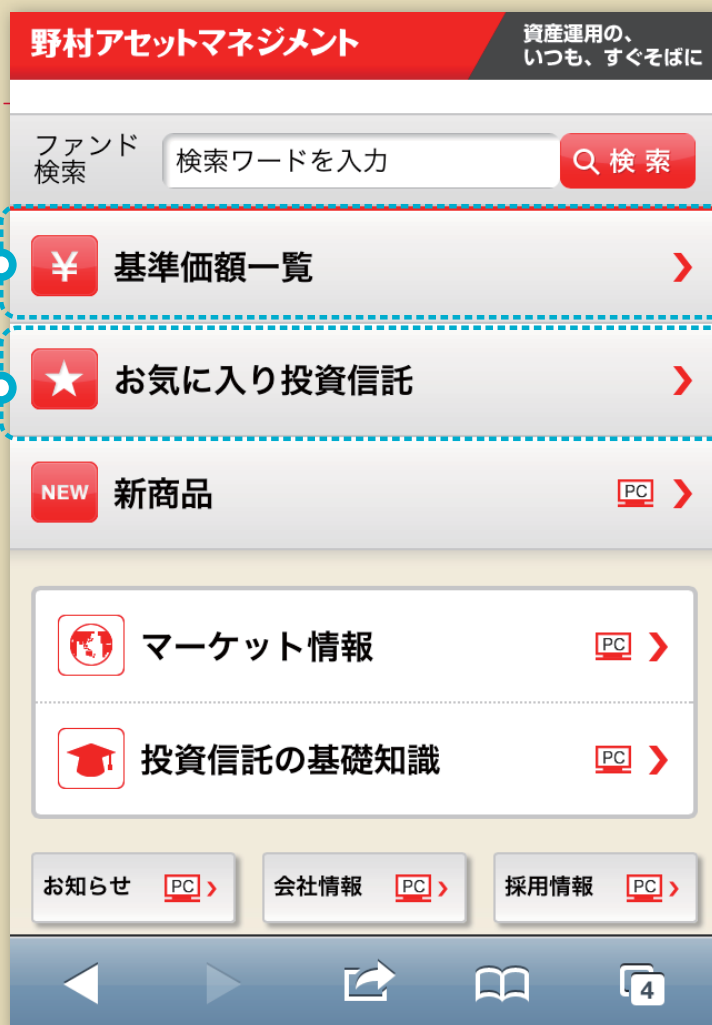 野村アセットマネジメント
資産運用の、
いつも、すぐそばに
ファンド
検索
検索ワードを入力
検索
¥ 基準価額一覧
お気に入り投資信託
NEW 新商品 PC
マーケット情報 PC
投資信託の基礎知識 PC
お知らせ PC 会社情報 PC 採用情報 PC
4